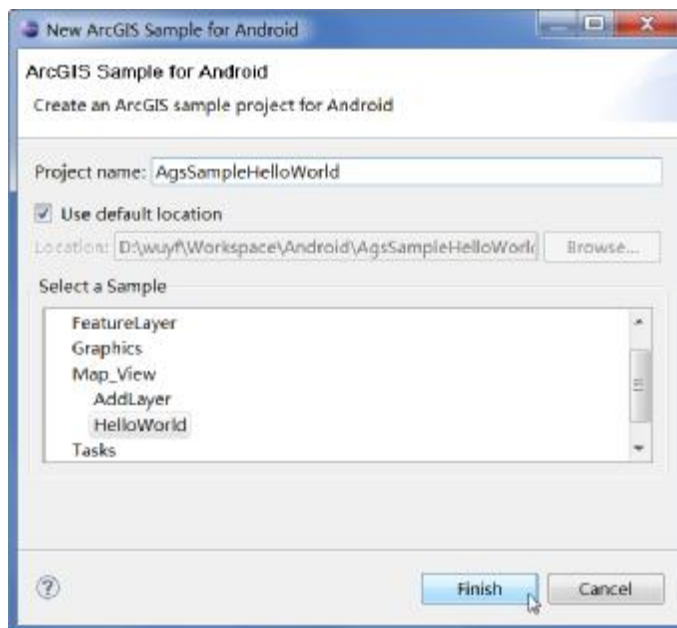 New ArcGIS Sample for Android
ArcGIS Sample for Android
Create an ArcGIS sample project for Android
Project name: AgsSampleHelloWorld
Use default location
Location: D:\wuyf\Workspace\Android\AgsSampleHelloWorld Browse...
Select a Sample
FeatureLayer
Graphics
Map_View
AddLayer
HelloWorld
Tasks
? Finish Cancel